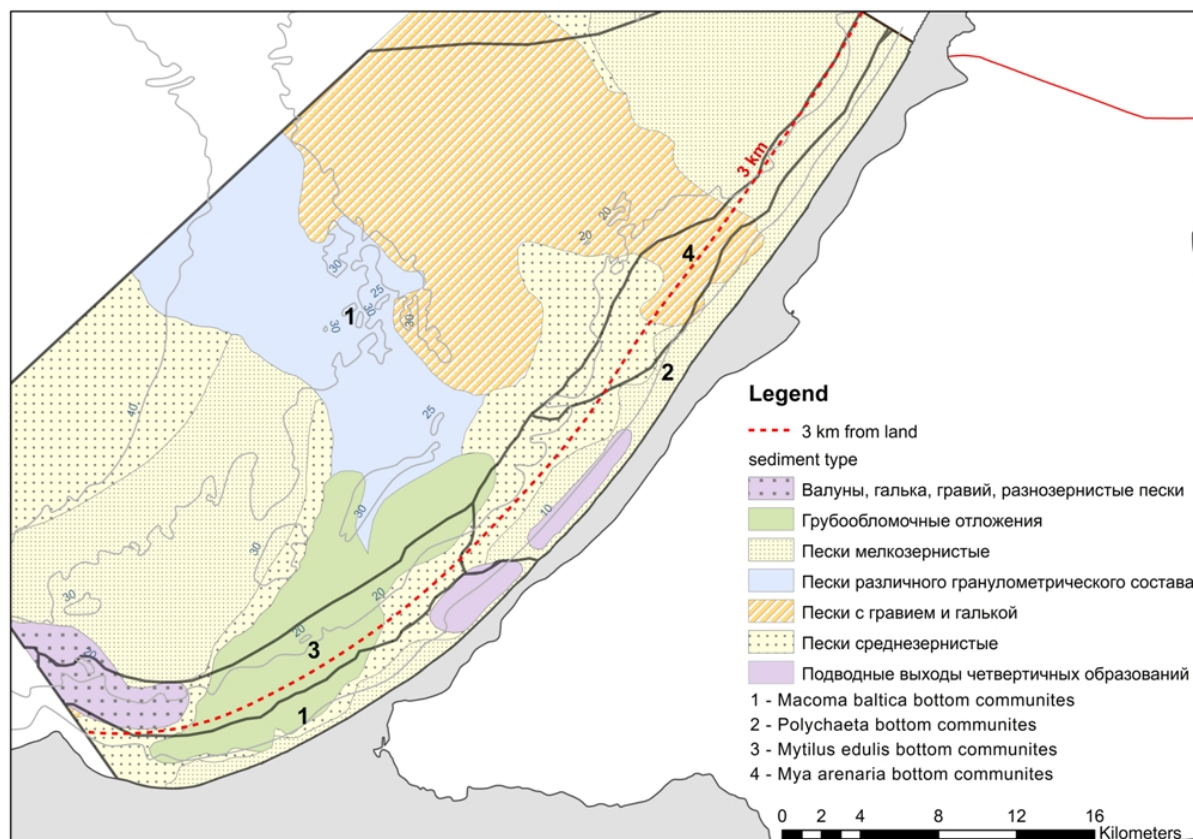 3 km
20
20
4
30
25
30
1
30
30
2
40
25
30
10
30
20
30
20
3
20
1
Legend
3 km from land
sediment type
Валуны, галька, гравий, разнозернистые пески
Грубообломочные отложения
Пески мелкозернистые
Пески различного гранулометрического состава
Пески с гравием и галькой
Пески среднезернистые
Подводные выходы четвертичных образований
1 - Macoma baltica bottom communites
2 - Polychaeta bottom communites
3 - Mytilus edulis bottom communites
4 - Mya arenaria bottom communites
0 2 4 8 12 16
Kilometers